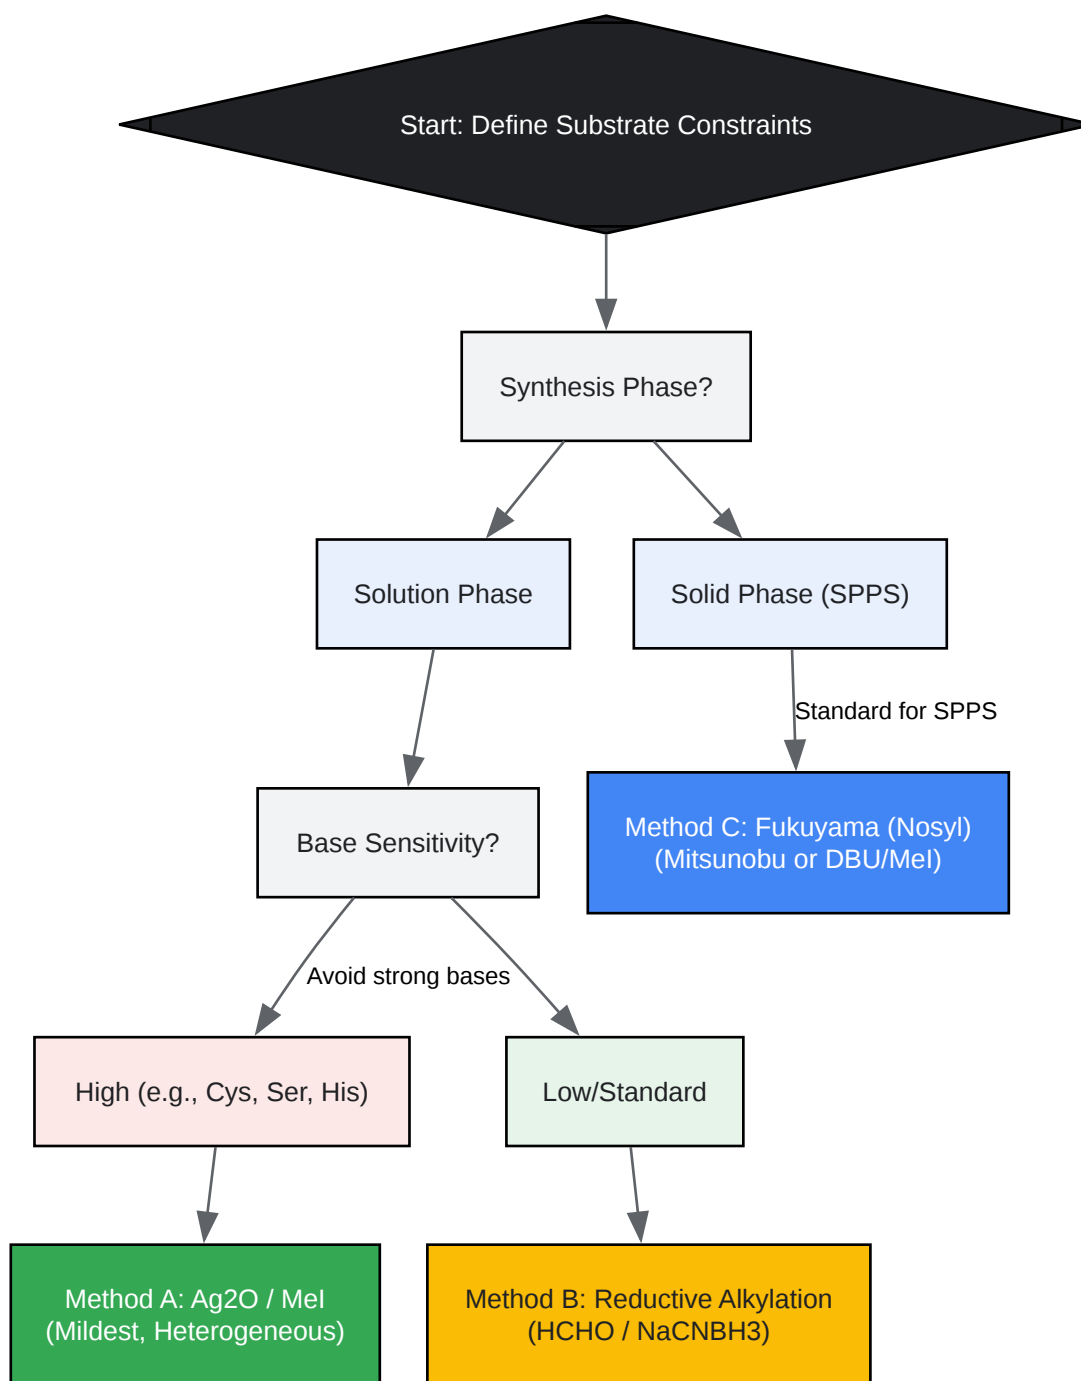 Start: Define Substrate Constraints
Synthesis Phase?
Solution Phase
Solid Phase (SPPS)
Standard for SPPS
Method C: Fukuyama (Nosyl)
(Mitsunobu or DBU/MeI)
Base Sensitivity?
Avoid strong bases
High (e.g., Cys, Ser, His)
Low/Standard
Method A: Ag2O / MeI
(Mildest, Heterogeneous)
Method B: Reductive Alkylation
(HCHO / NaCNBH3)